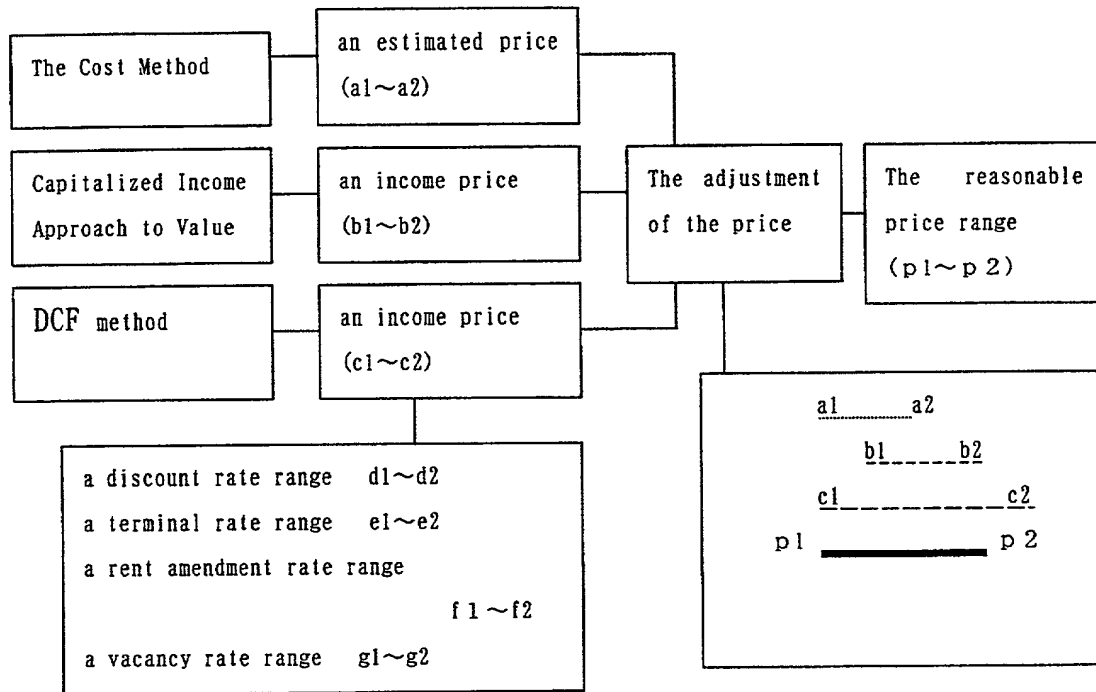 The Cost Method
an estimated price
(a1～a2)
Capitalized Income
Approach to Value
an income price
(b1～b2)
The adjustment
of the price
The reasonable
price range
(p1～p2)
DCF method
an income price
(c1～c2)
a discount rate range d1～d2
a terminal rate range e1～e2
a rent amendment rate range
f1～f2
a vacancy rate range g1～g2
a1 a2
b1 b2
c1 c2
p1 p2